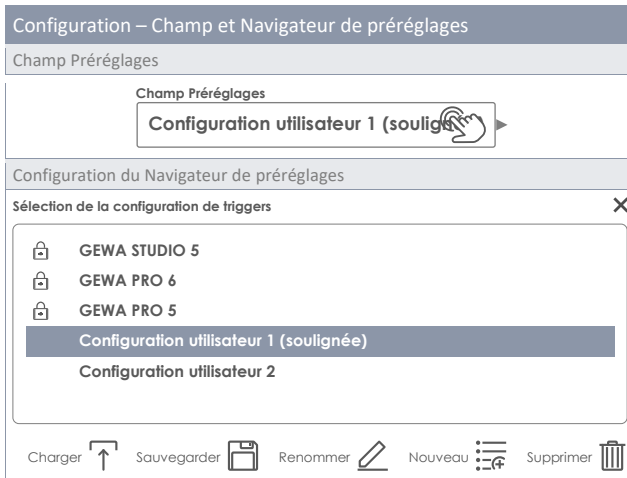 Configuration – Champ et Navigateur de préréglages
Champ Préréglages
Champ Préréglages
Configuration utilisateur 1 (soulign
Configuration du Navigateur de préréglages
Sélection de la configuration de triggers
GEWA STUDIO 5
GEWA PRO 6
GEWA PRO 5
Configuration utilisateur 1 (soulignée)
Configuration utilisateur 2
Charger Sauvegarder Renommer Nouveau Supprimer